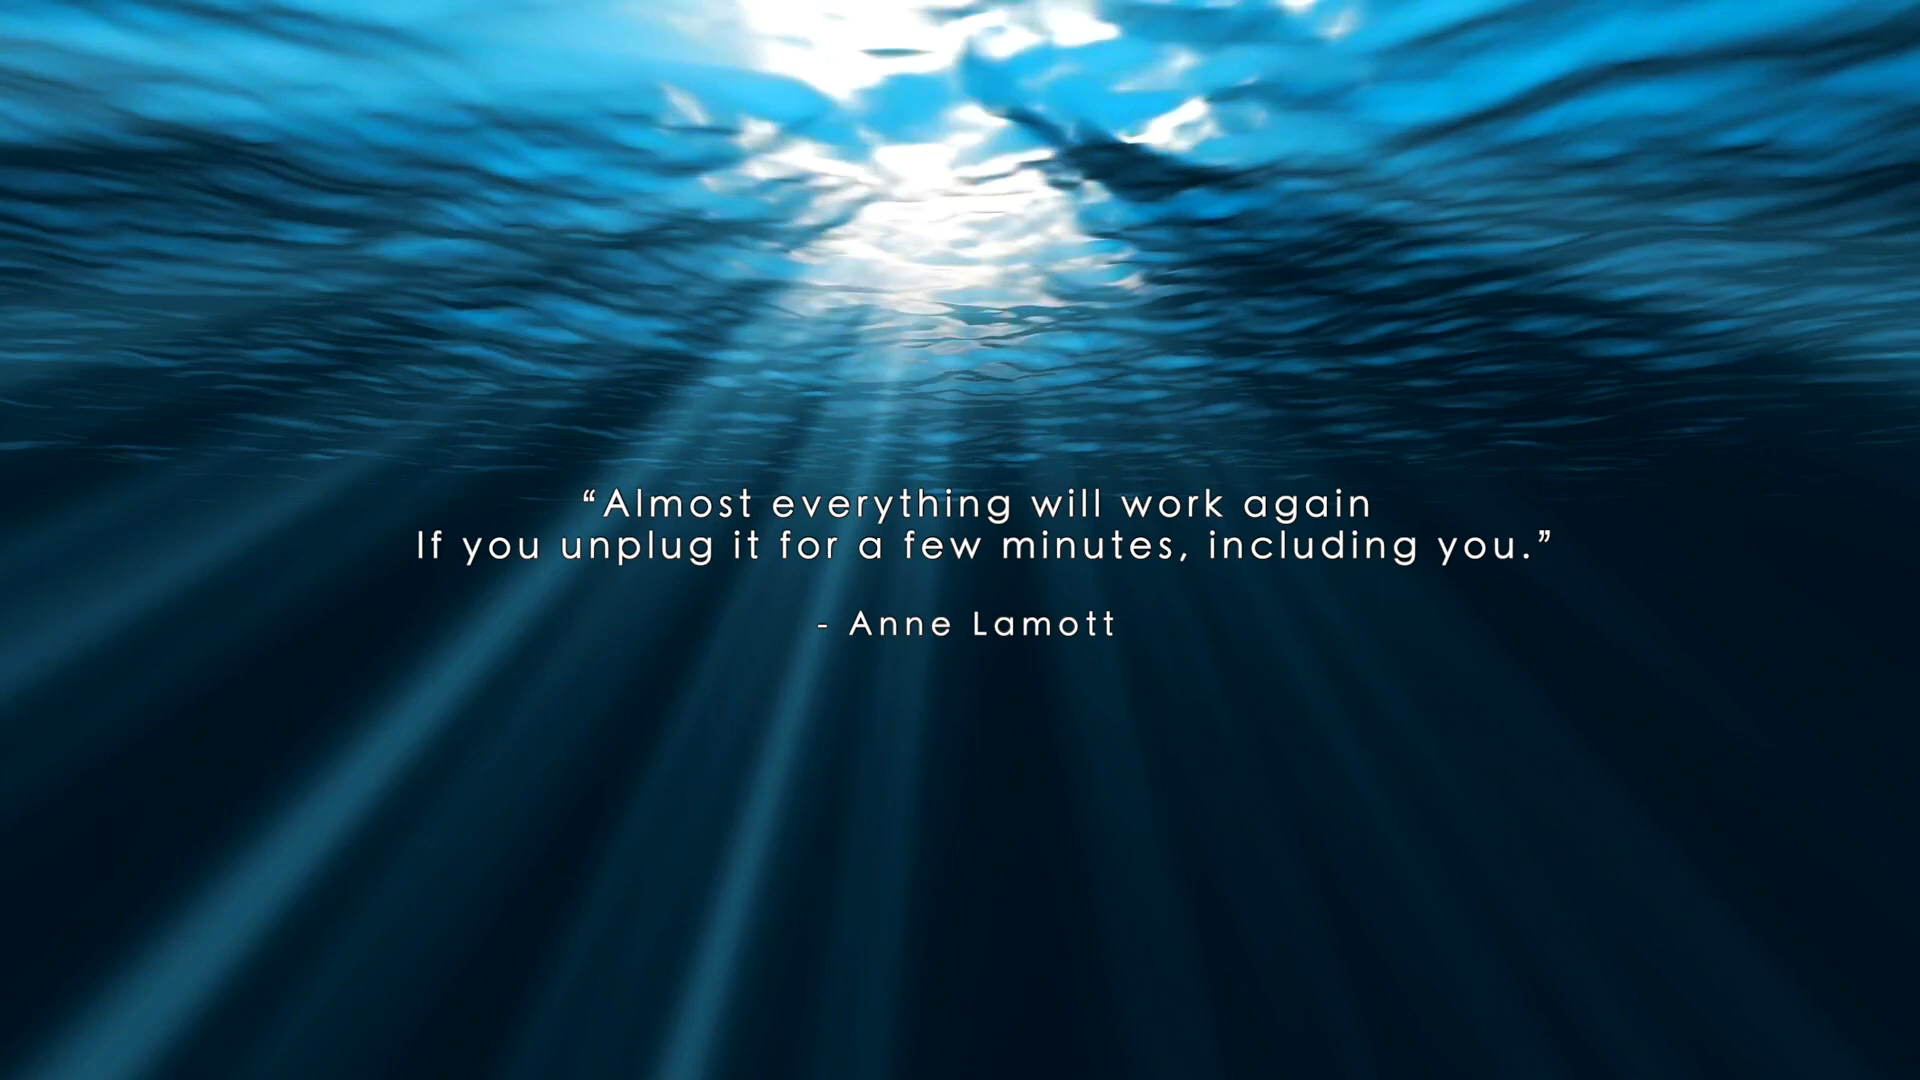 “Almost everything will work again
If you unplug it for a few minutes, including you.”
- Anne Lamott